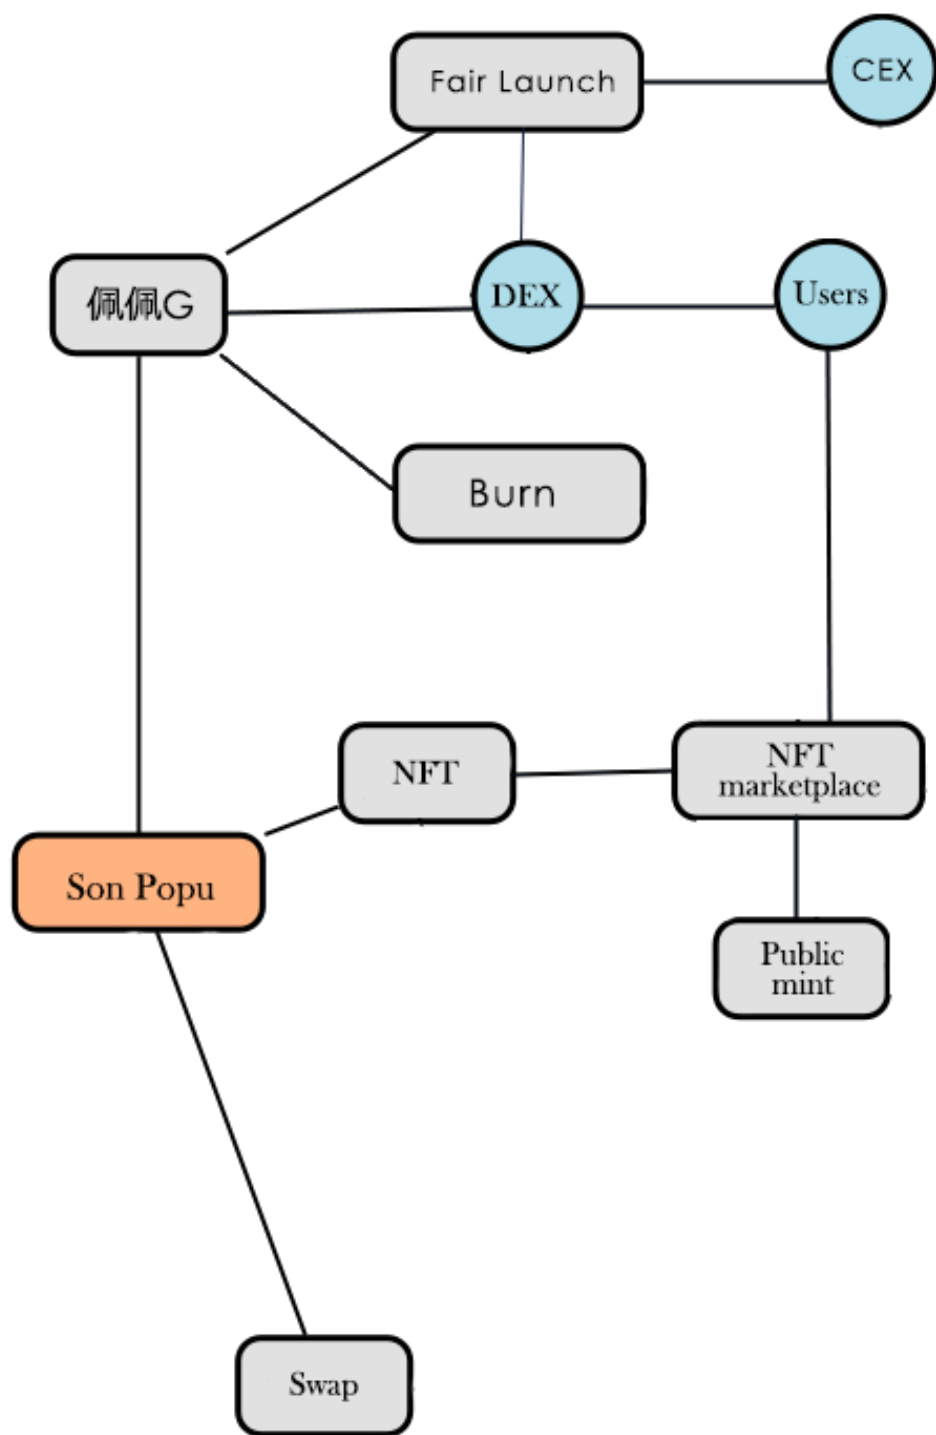 Fair Launch
CEX
佩佩G
DEX
Users
Burn
NFT
NFT
marketplace
Son Popu
Public
mint
Swap